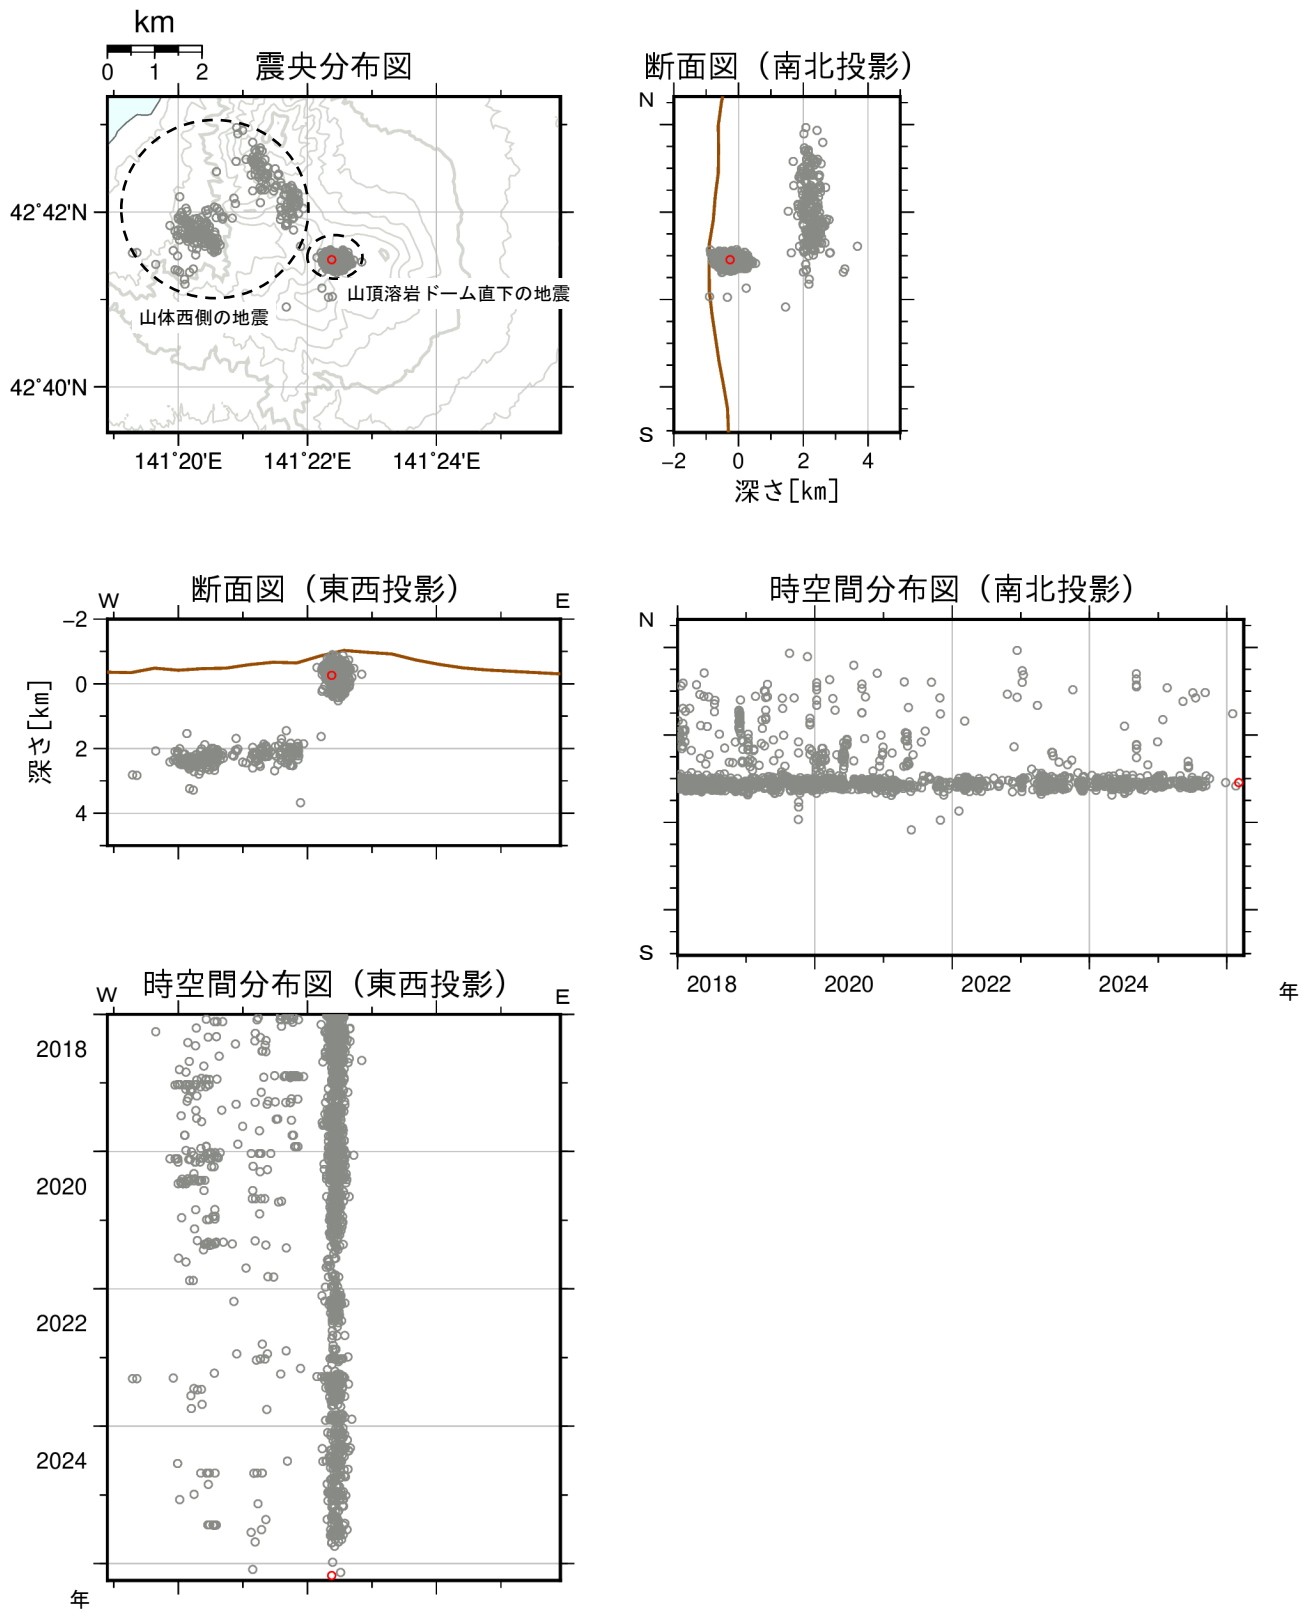 km
0 1 2
震央分布図
42°42'N
42°40'N
141°20'E 141°22'E 141°24'E
山頂溶岩ドーム直下の地震
山体西側の地震
断面図（南北投影）
N
S
−2 0 2 4
深さ[km]
断面図（東西投影）
W E
−2
0
2
4
深さ[km]
時空間分布図（南北投影）
N
S
2018 2020 2022 2024
年
時空間分布図（東西投影）
W E
2018
2020
2022
2024
年